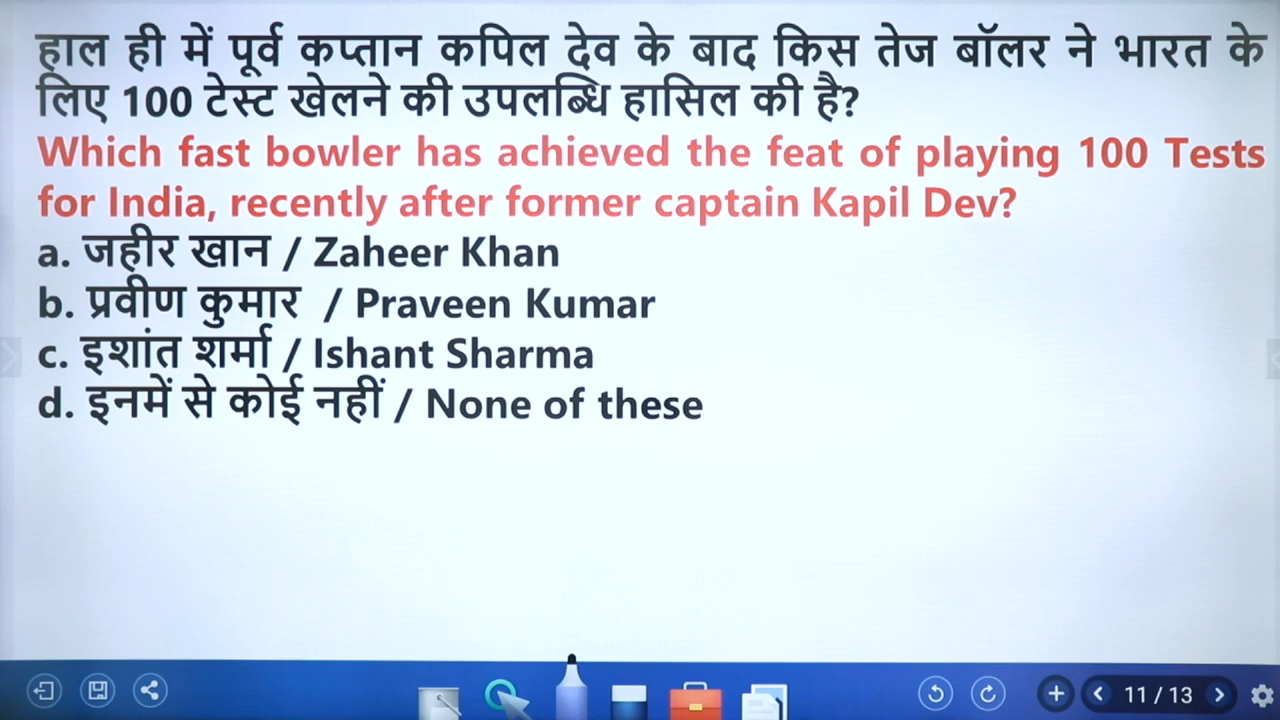 हाल ही में पूर्व कप्तान कपिल देव के बाद किस तेज बॉलर ने भारत के
लिए 100 टेस्ट खेलने की उपलब्धि हासिल की है?
Which fast bowler has achieved the feat of playing 100 Tests
for India, recently after former captain Kapil Dev?
a. जहीर खान / Zaheer Khan
b. प्रवीण कुमार / Praveen Kumar
c. इशांत शर्मा / Ishant Sharma
d. इनमें से कोई नहीं / None of these
11 / 13